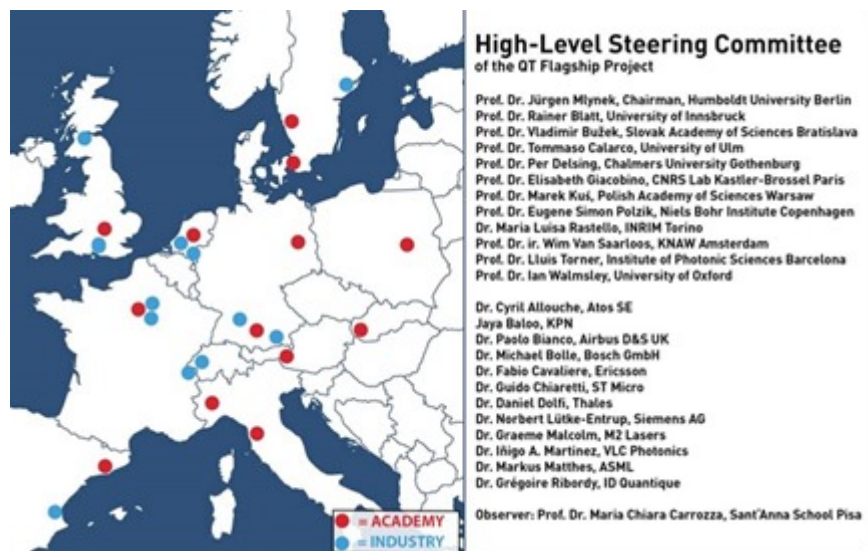 High-Level Steering Committee
of the QT Flagship Project
Prof. Dr. Jürgen Mlynek, Chairman, Humboldt University Berlin
Prof. Dr. Rainer Blatt, University of Innsbruck
Prof. Dr. Vladimir Bužek, Slovak Academy of Sciences Bratislava
Prof. Dr. Tommaso Calarco, University of Ulm
Prof. Dr. Per Delsing, Chalmers University Gothenburg
Prof. Dr. Elisabeth Giacobino, CNRS Lab Kastler-Brossel Paris
Prof. Dr. Marek Kuś, Polish Academy of Sciences Warsaw
Prof. Dr. Eugene Simon Polzik, Niels Bohr Institute Copenhagen
Dr. Maria Luisa Rastello, INRIM Torino
Prof. Dr. ir. Wim Van Saarloos, KNAW Amsterdam
Prof. Dr. Lluis Torner, Institute of Photonic Sciences Barcelona
Prof. Dr. Ian Walmsley, University of Oxford
Dr. Cyril Allouche, Atos SE
Jaya Baloo, KPN
Dr. Paolo Bianco, Airbus D&S UK
Dr. Michael Bolle, Bosch GmbH
Dr. Fabio Cavaliere, Ericsson
Dr. Guido Chiaretti, ST Micro
Dr. Daniel Dolfi, Thales
Dr. Norbert Lütke-Entrup, Siemens AG
Dr. Graeme Malcolm, M2 Lasers
Dr. Iñigo A. Martinez, VLC Photonics
Dr. Markus Matthes, ASML
Dr. Grégoire Ribordy, ID Quantique
Observer: Prof. Dr. Maria Chiara Carrozza, Sant'Anna School Pisa
= ACADEMY
= INDUSTRY